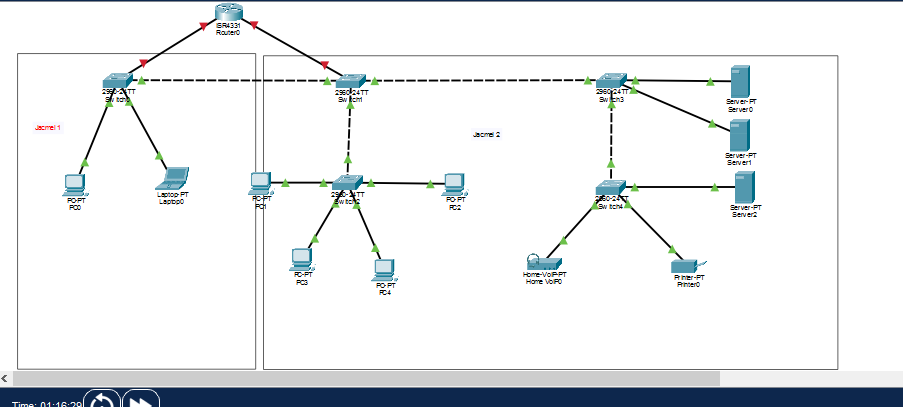 ISR4331
Router0
2960-24TT
Switch0
2960-24TT
Switch1
2960-24TT
Switch3
Server-PT
Server0
Jacmel 1
Jacmel 2
Server-PT
Server1
PC-PT
PC0
Laptop-PT
Laptop0
PC-PT
PC1
2960-24TT
Switch2
PC-PT
PC2
2960-24TT
Switch4
Server-PT
Server2
PC-PT
PC3
PC-PT
PC4
Home-VoIP-PT
Home VoIP0
Printer-PT
Printer0
Time: 01:16:29